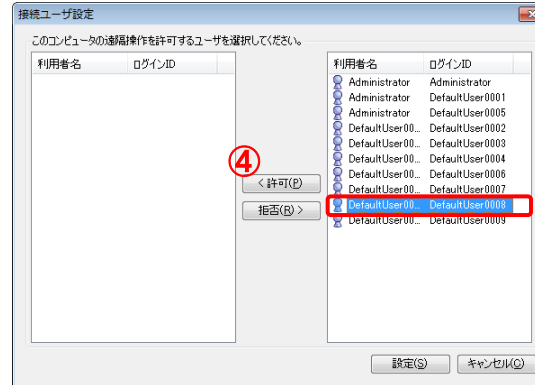 接続ユーザ設定
このコンピュータの遠隔操作を許可するユーザを選択してください。
利用者名 ログインID
利用者名 ログインID
Administrator Administrator
Administrator DefaultUser0001
Administrator DefaultUser0005
DefaultUser00... DefaultUser0002
DefaultUser00... DefaultUser0003
DefaultUser00... DefaultUser0004
DefaultUser00... DefaultUser0006
DefaultUser00... DefaultUser0007
DefaultUser00... DefaultUser0008
DefaultUser00... DefaultUser0009
④
<許可(P)
拒否(R)>
設定(S) キャンセル(C)